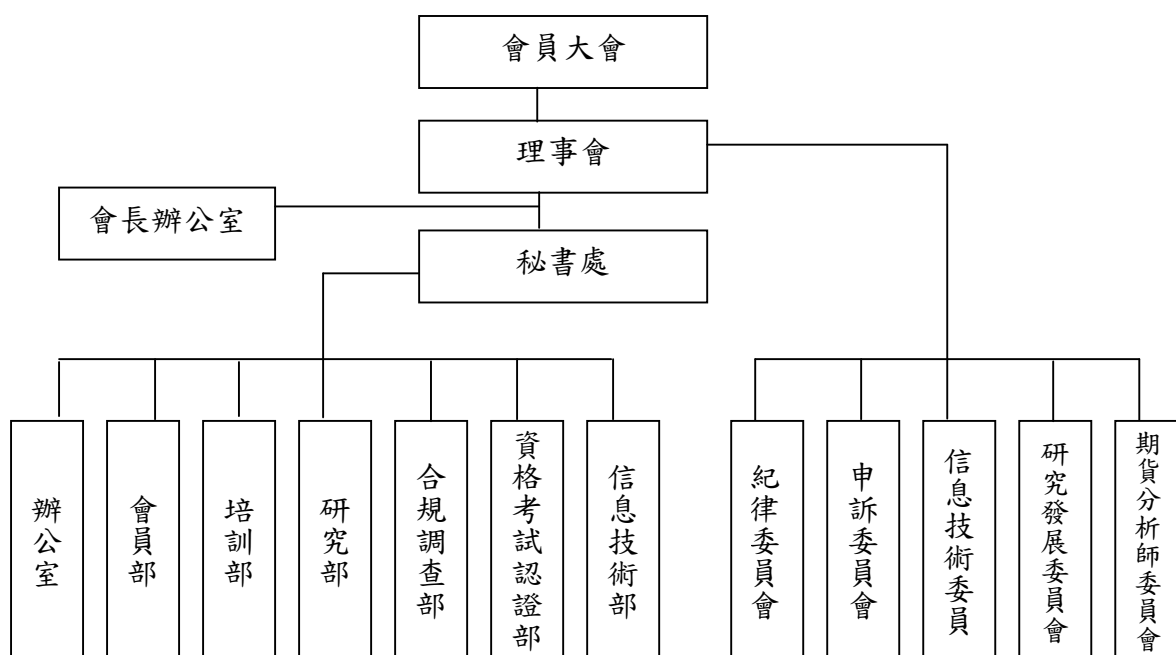 會員大會
理事會
會長辦公室
秘書處
辦公室
會員部
培訓部
研究部
合規調查部
資格考試認證部
信息技術部
紀律委員會
申訴委員會
信息技術委員
研究發展委員會
期货分析師委員會